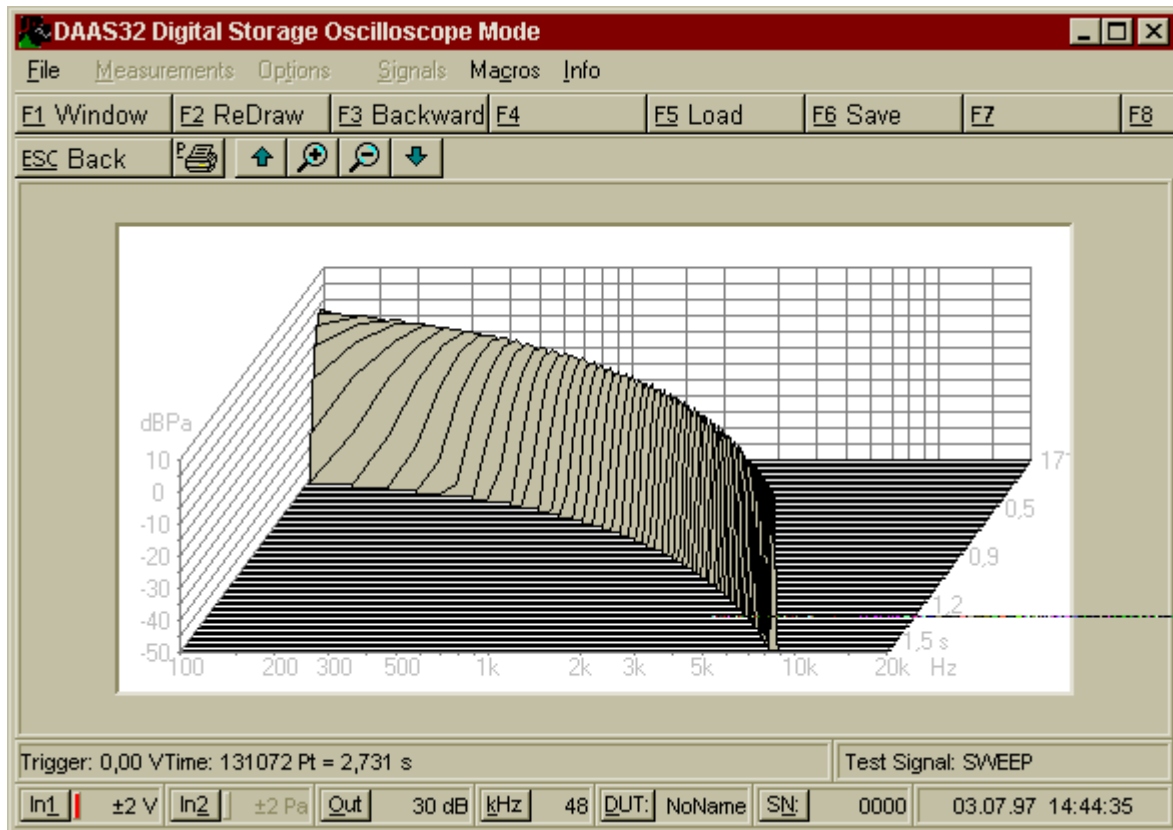 DAAS32 Digital Storage Oscilloscope Mode
File Measurements Options Signals Macros Info
F1 Window F2 ReDraw F3 Backward F4 F5 Load F6 Save F7 F8
ESC Back
dBPa
10
0
-10
-20
-30
-40
-50
17
0,5
0,9
1,2
1,5 s
100 200 300 500 1k 2k 3k 5k 10k 20k Hz
Trigger: 0,00 VTime: 131072 Pt = 2,731 s Test Signal: SWEEP
In1 ±2 V In2 ±2 Pa Out 30 dB kHz 48 DUT: NoName SN: 0000 03.07.97 14:44:35